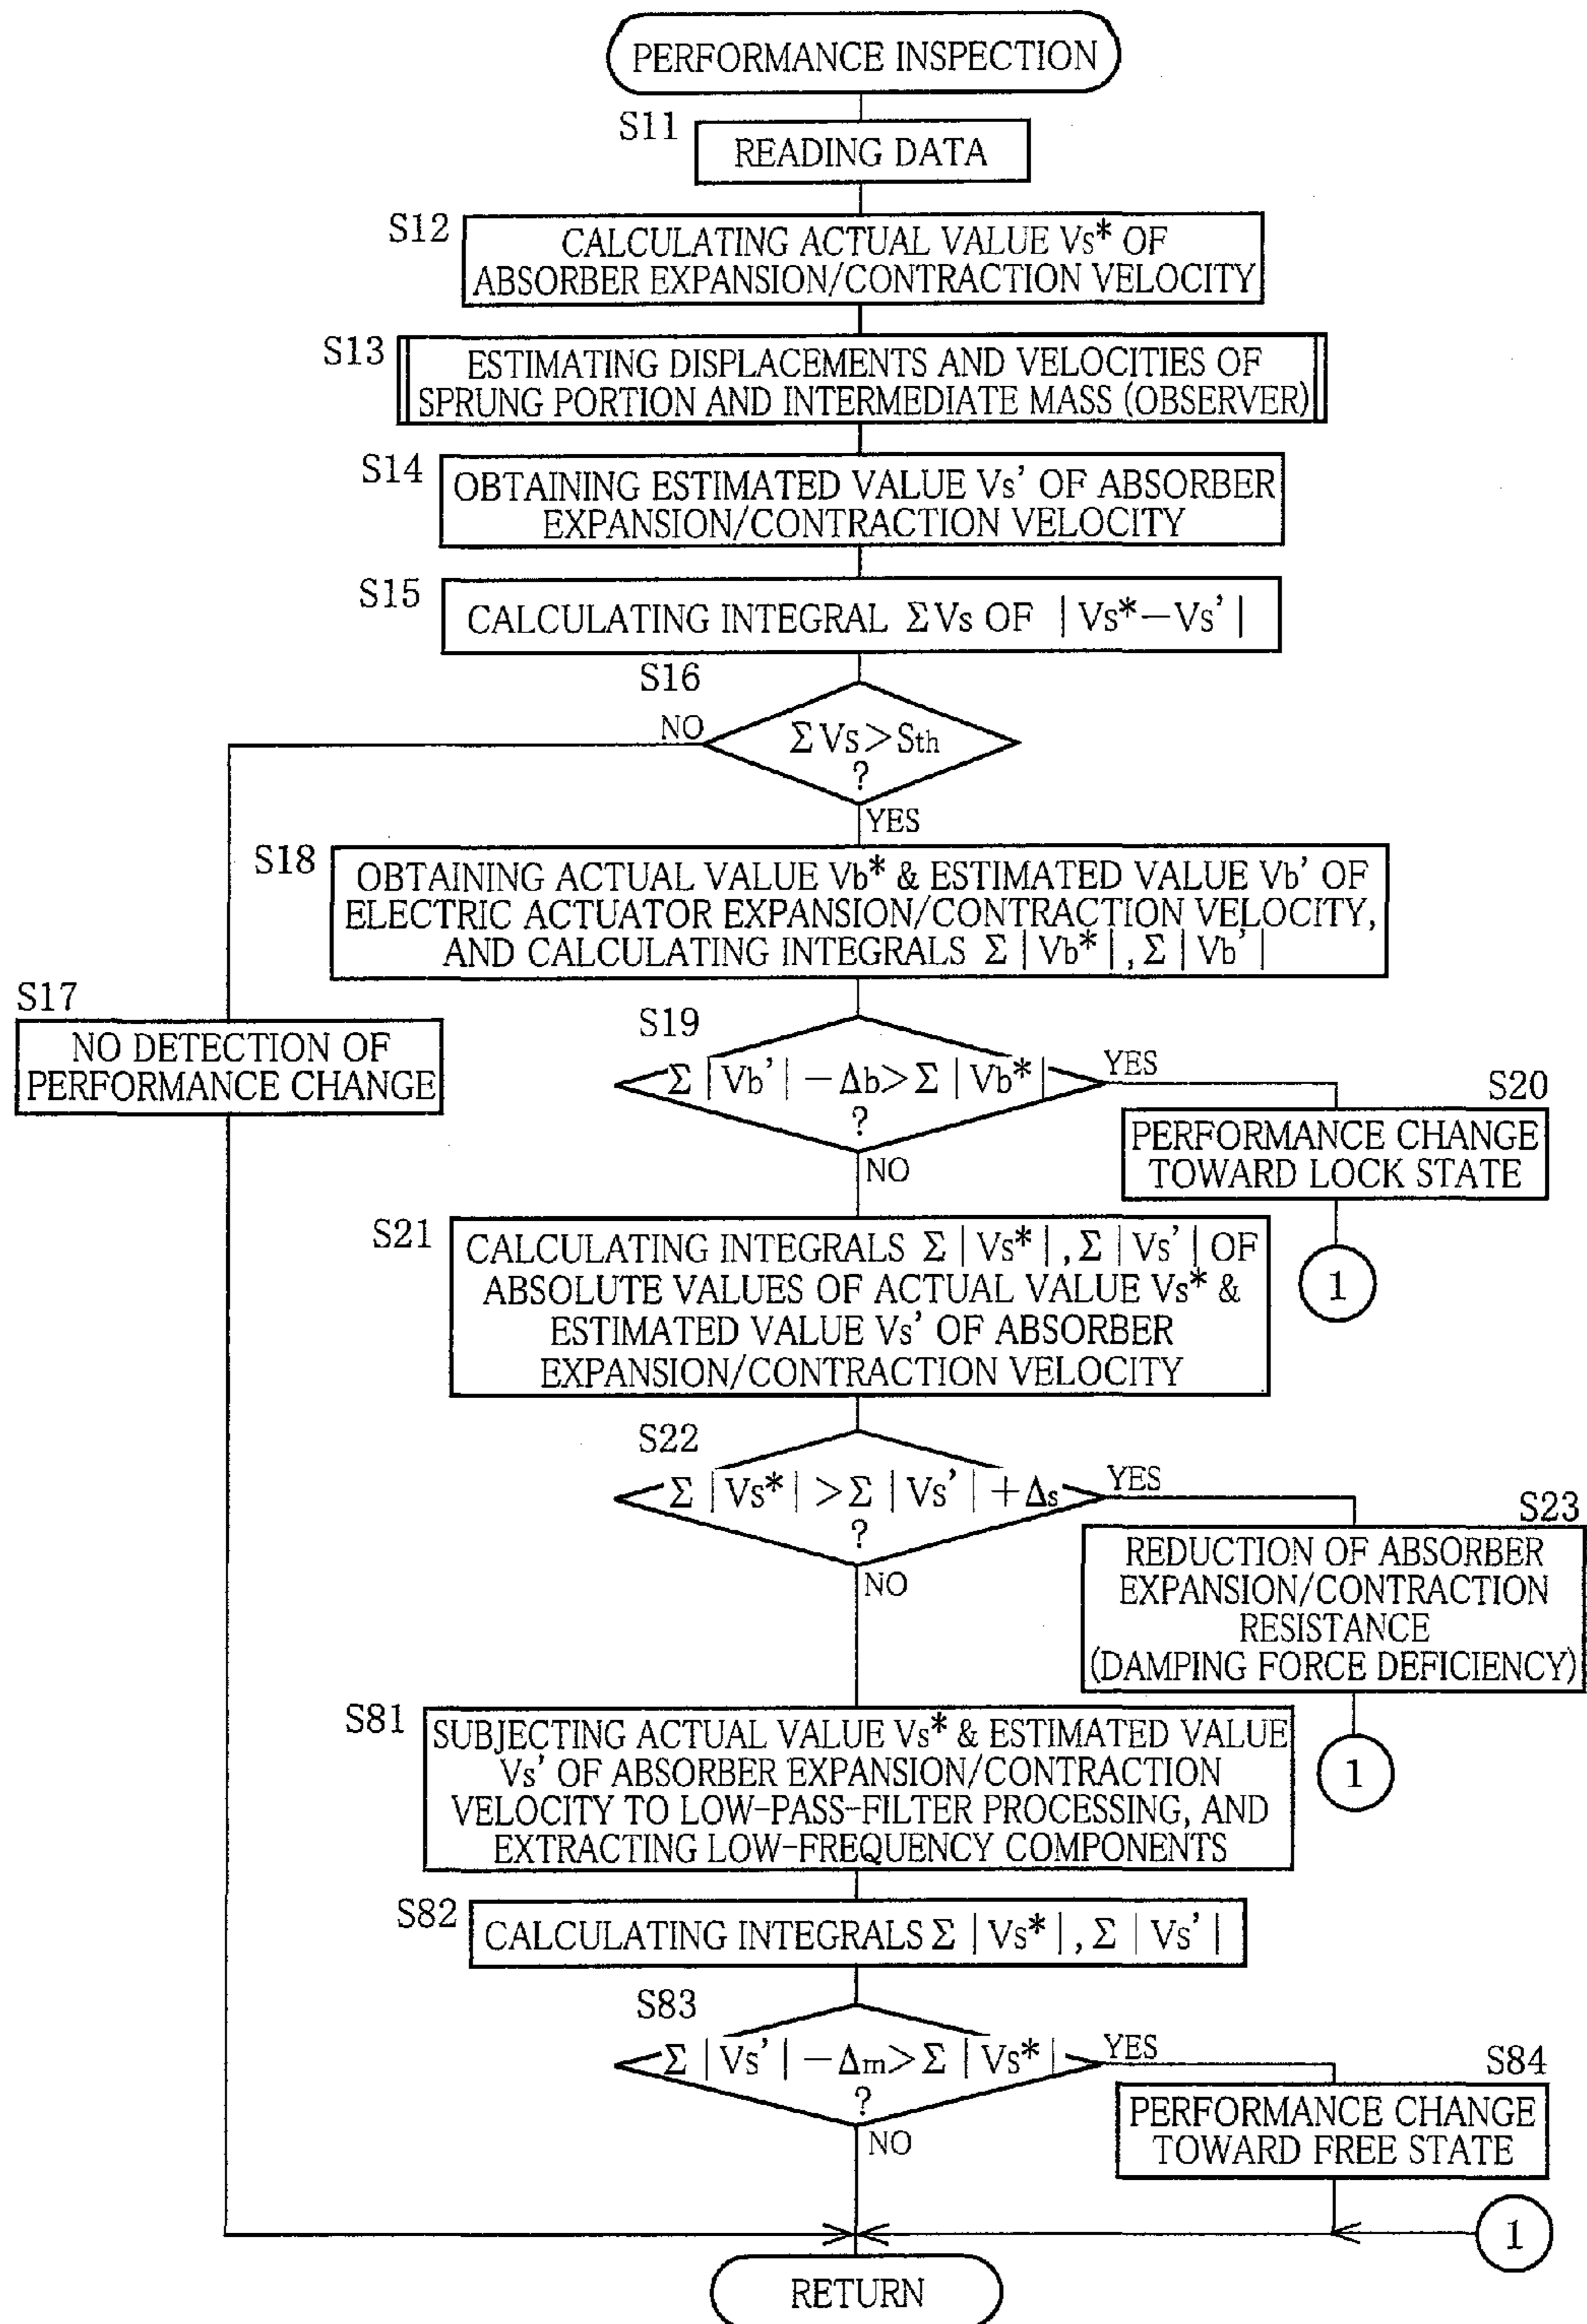 PERFORMANCE INSPECTION
S11
READING DATA
S12
CALCULATING ACTUAL VALUE Vs* OF
ABSORBER EXPANSION/CONTRACTION VELOCITY
S13
ESTIMATING DISPLACEMENTS AND VELOCITIES OF
SPRUNG PORTION AND INTERMEDIATE MASS (OBSERVER)
S14
OBTAINING ESTIMATED VALUE Vs' OF ABSORBER
EXPANSION/CONTRACTION VELOCITY
S15
CALCULATING INTEGRAL ΣVs OF |Vs*−Vs'|
S16
NO
ΣVs>Sth
?
YES
S18
OBTAINING ACTUAL VALUE Vb* & ESTIMATED VALUE Vb' OF
ELECTRIC ACTUATOR EXPANSION/CONTRACTION VELOCITY,
AND CALCULATING INTEGRALS Σ|Vb*|, Σ|Vb'|
S17
NO DETECTION OF
PERFORMANCE CHANGE
S19
Σ|Vb'|−Δb>Σ|Vb*|
?
YES
NO
S20
PERFORMANCE CHANGE
TOWARD LOCK STATE
1
S21
CALCULATING INTEGRALS Σ|Vs*|, Σ|Vs'| OF
ABSOLUTE VALUES OF ACTUAL VALUE Vs* &
ESTIMATED VALUE Vs' OF ABSORBER
EXPANSION/CONTRACTION VELOCITY
S22
Σ|Vs*|>Σ|Vs'|+Δs
?
YES
NO
S23
REDUCTION OF ABSORBER
EXPANSION/CONTRACTION
RESISTANCE
(DAMPING FORCE DEFICIENCY)
1
S81
SUBJECTING ACTUAL VALUE Vs* & ESTIMATED VALUE
Vs' OF ABSORBER EXPANSION/CONTRACTION
VELOCITY TO LOW-PASS-FILTER PROCESSING, AND
EXTRACTING LOW-FREQUENCY COMPONENTS
S82
CALCULATING INTEGRALS Σ|Vs*|, Σ|Vs'|
S83
Σ|Vs'|−Δm>Σ|Vs*|
?
YES
NO
S84
PERFORMANCE CHANGE
TOWARD FREE STATE
1
RETURN